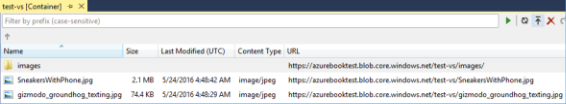 test-vs [Container]
Filter by prefix (case-sensitive)
Name Size Last Modified (UTC) Content Type URL
images https://azurebooktest.blob.core.windows.net/test-vs/images/
SneakersWithPhone.jpg 2.1 MB 5/24/2016 4:48:42 AM image/jpeg https://azurebooktest.blob.core.windows.net/test-vs/SneakersWithPhone.jpg
gizmodo_groundhog_texting.jpg 74.4 KB 5/24/2016 4:48:29 AM image/jpeg https://azurebooktest.blob.core.windows.net/test-vs/gizmodo_groundhog_texting.jpg